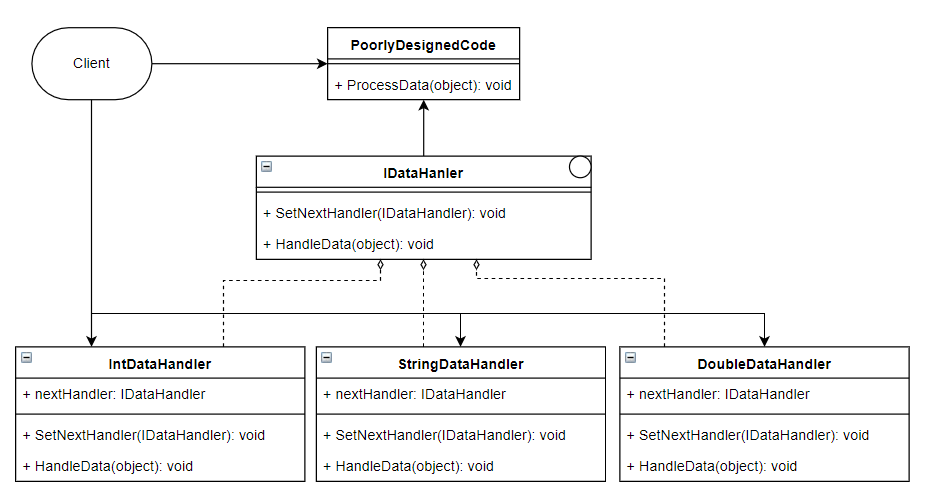 Client
PoorlyDesignedCode
+ ProcessData(object): void
IDataHanler
+ SetNextHandler(IDataHandler): void
+ HandleData(object): void
IntDataHandler
+ nextHandler: IDataHandler
+ SetNextHandler(IDataHandler): void
+ HandleData(object): void
StringDataHandler
+ nextHandler: IDataHandler
+ SetNextHandler(IDataHandler): void
+ HandleData(object): void
DoubleDataHandler
+ nextHandler: IDataHandler
+ SetNextHandler(IDataHandler): void
+ HandleData(object): void